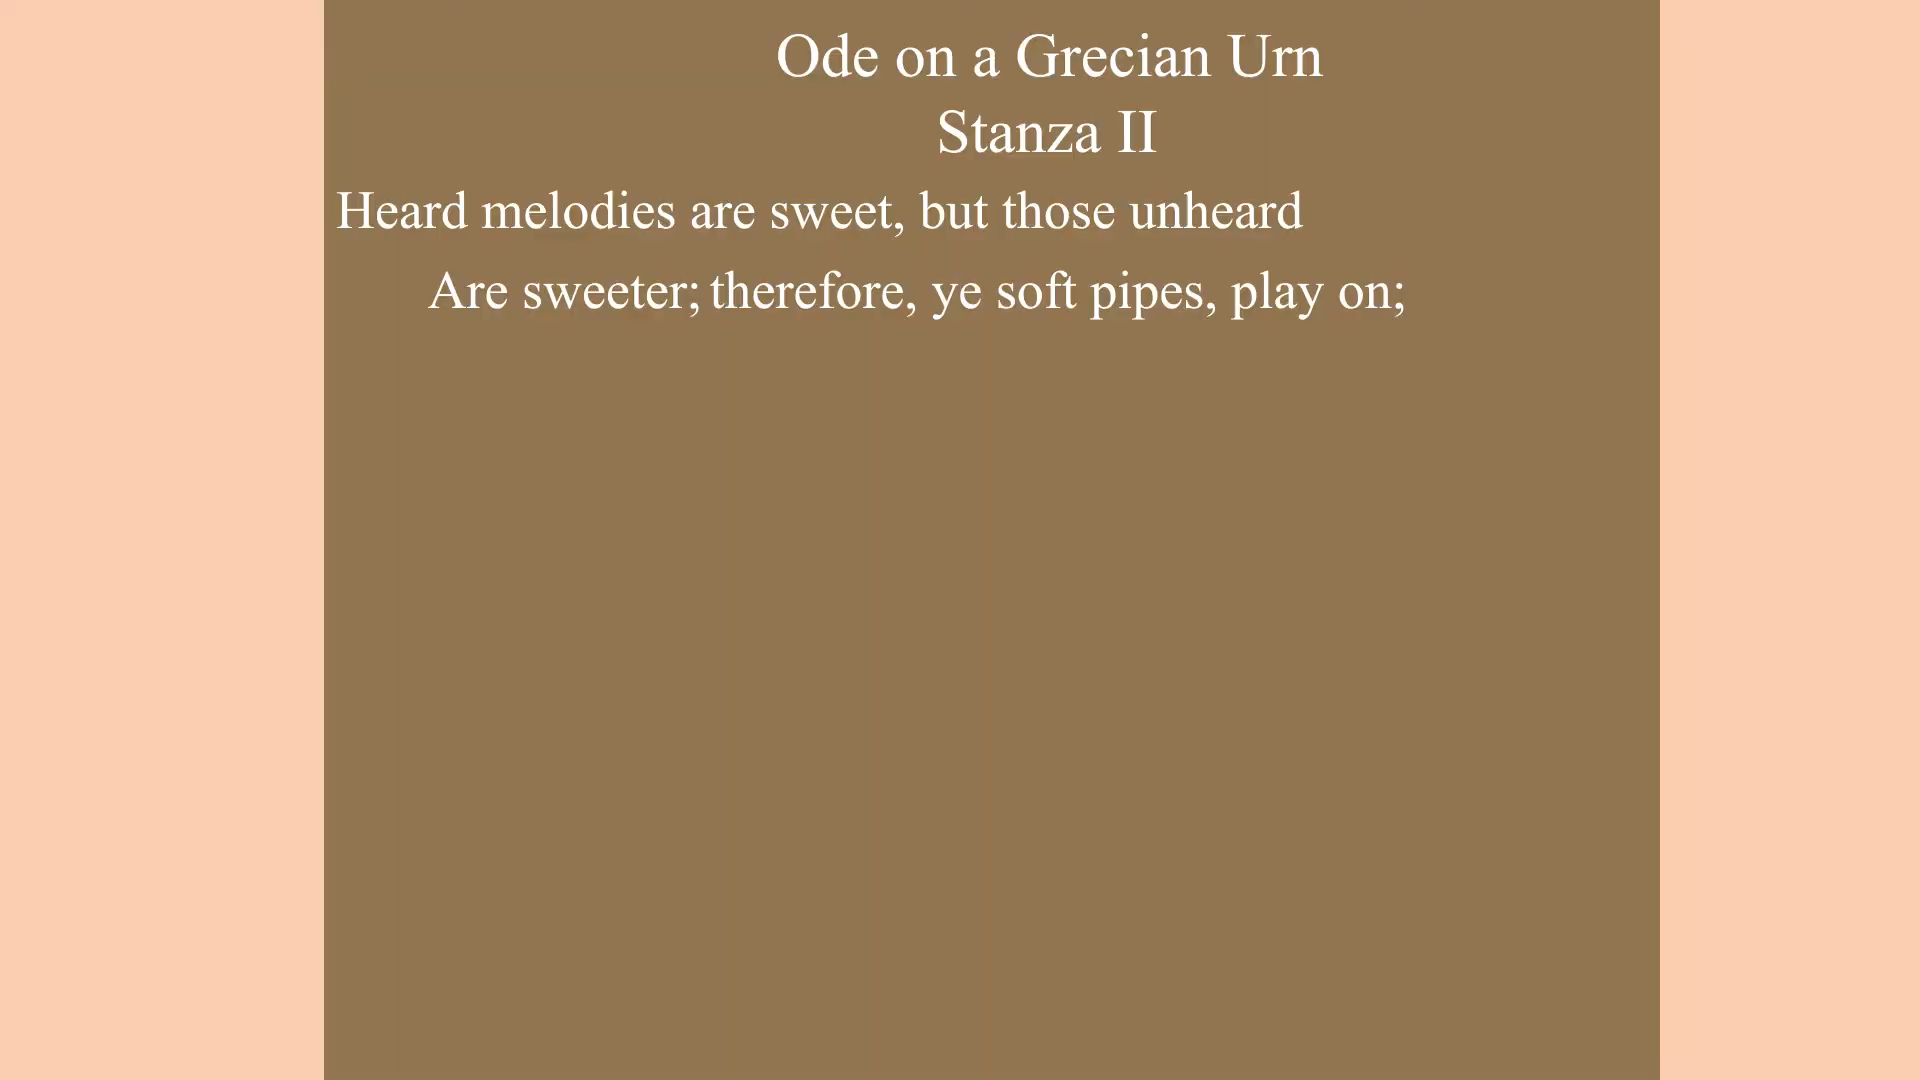 Ode on a Grecian Urn
Stanza II
Heard melodies are sweet, but those unheard
Are sweeter; therefore, ye soft pipes, play on;